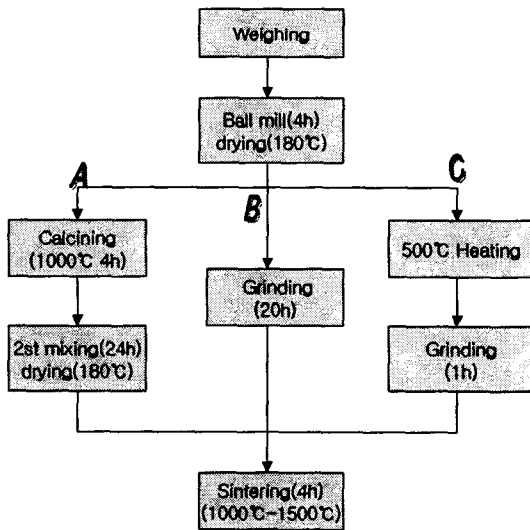 Weighing
Ball mill(4h)
drying(180℃)
A
B
C
Calcining
(1000℃ 4h)
Grinding
(20h)
500℃ Heating
2st mixing(24h)
drying(180℃)
Grinding
(1h)
Sintering(4h)
(1000℃-1500℃)